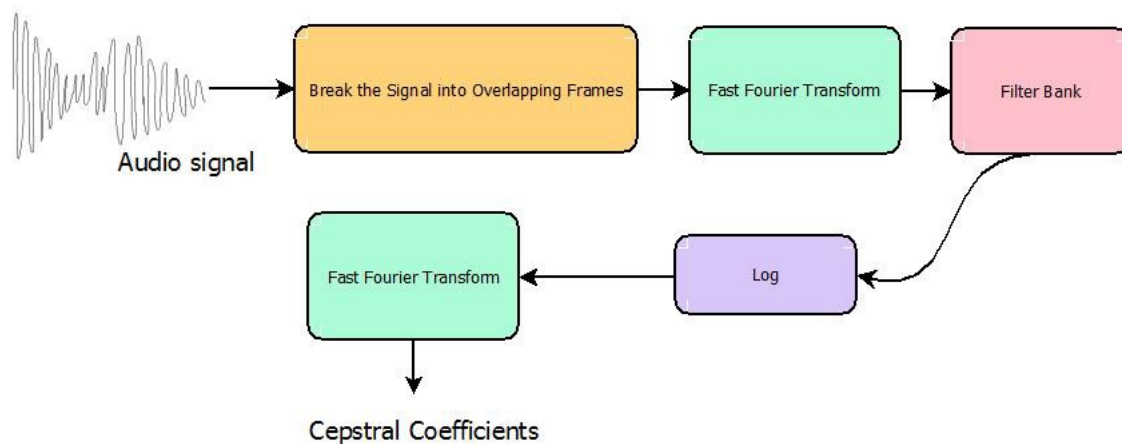 Break the Signal into Overlapping Frames
Fast Fourier Transform
Filter Bank
Audio signal
Log
Fast Fourier Transform
Cepstral Coefficients